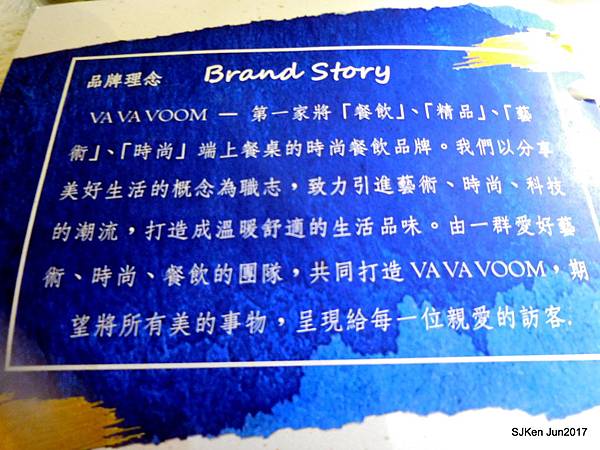 品牌理念 Brand Story
VA VA VOOM — 第一家將「餐飲」、「精品」、「藝
術」、「時尚」端上餐桌的時尚餐飲品牌。我們以分享
美好生活的概念為職志，致力引進藝術、時尚、科技
的潮流，打造成溫暖舒適的生活品味。由一群愛好藝
術、時尚、餐飲的團隊，共同打造 VA VA VOOM，期
望將所有美的事物，呈現給每一位親愛的訪客.
SJKen Jun2017